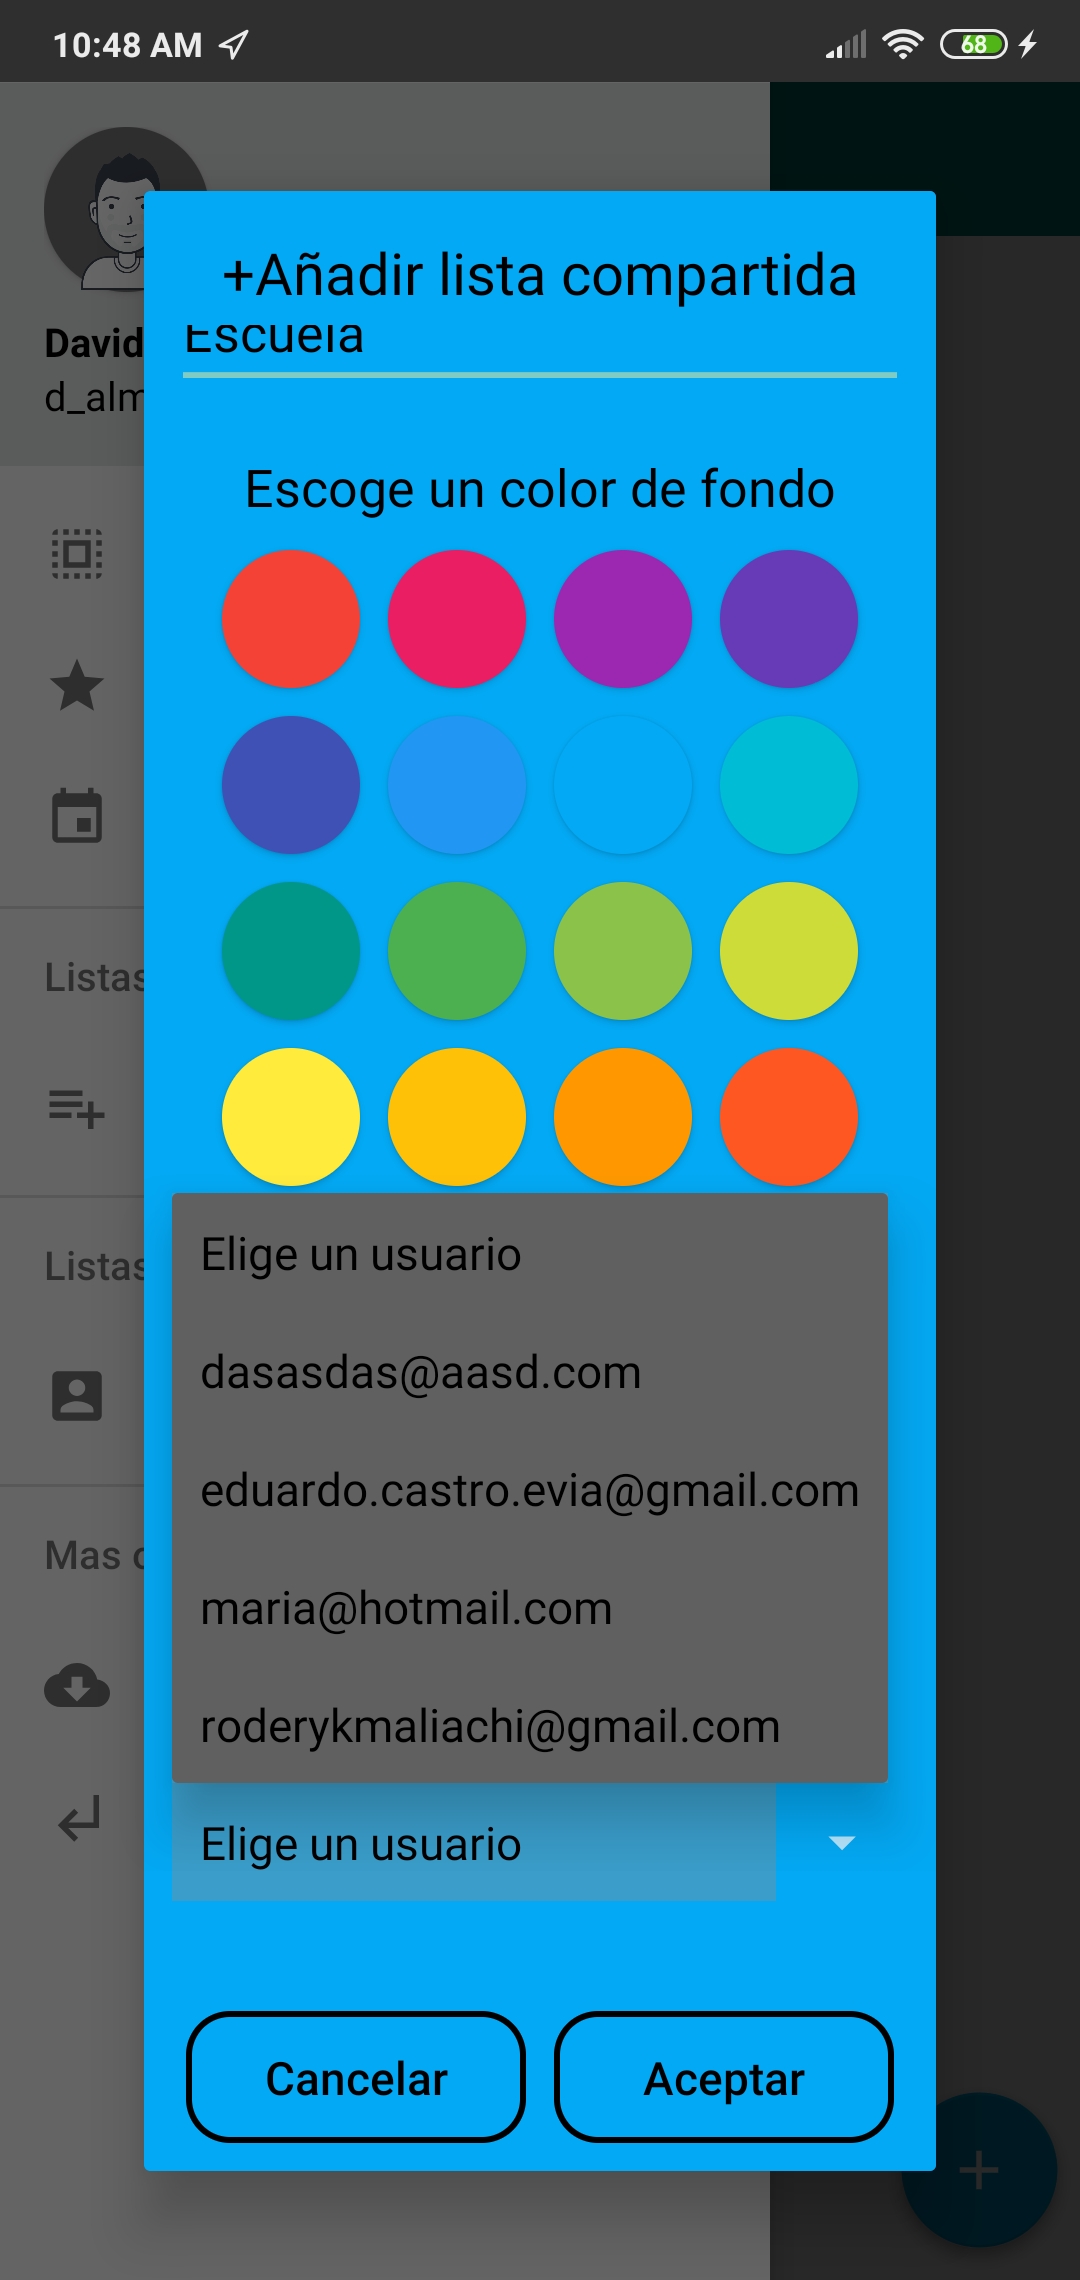 10:48 AM
68
+Añadir lista compartida
Escuela
David
d_alm
Escoge un color de fondo
Listas
Listas
Mas
Elige un usuario
dasasdas@aasd.com
eduardo.castro.evia@gmail.com
maria@hotmail.com
roderykmaliachi@gmail.com
Elige un usuario
Cancelar
Aceptar
+